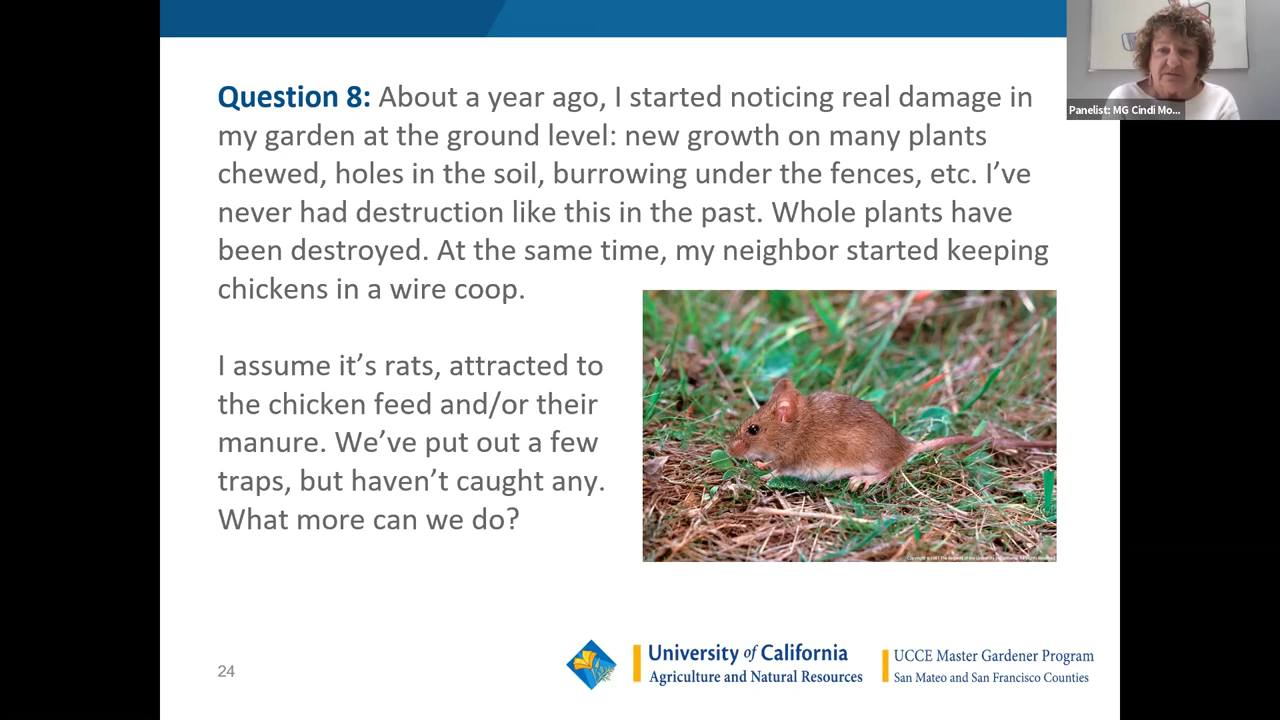 Question 8: About a year ago, I started noticing real damage in
my garden at the ground level: new growth on many plants
chewed, holes in the soil, burrowing under the fences, etc. I’ve
never had destruction like this in the past. Whole plants have
been destroyed. At the same time, my neighbor started keeping
chickens in a wire coop.
I assume it’s rats, attracted to
the chicken feed and/or their
manure. We’ve put out a few
traps, but haven’t caught any.
What more can we do?
Panelist: MG Cindi Mo...
24
University of California
Agriculture and Natural Resources
UCCE Master Gardener Program
San Mateo and San Francisco Counties